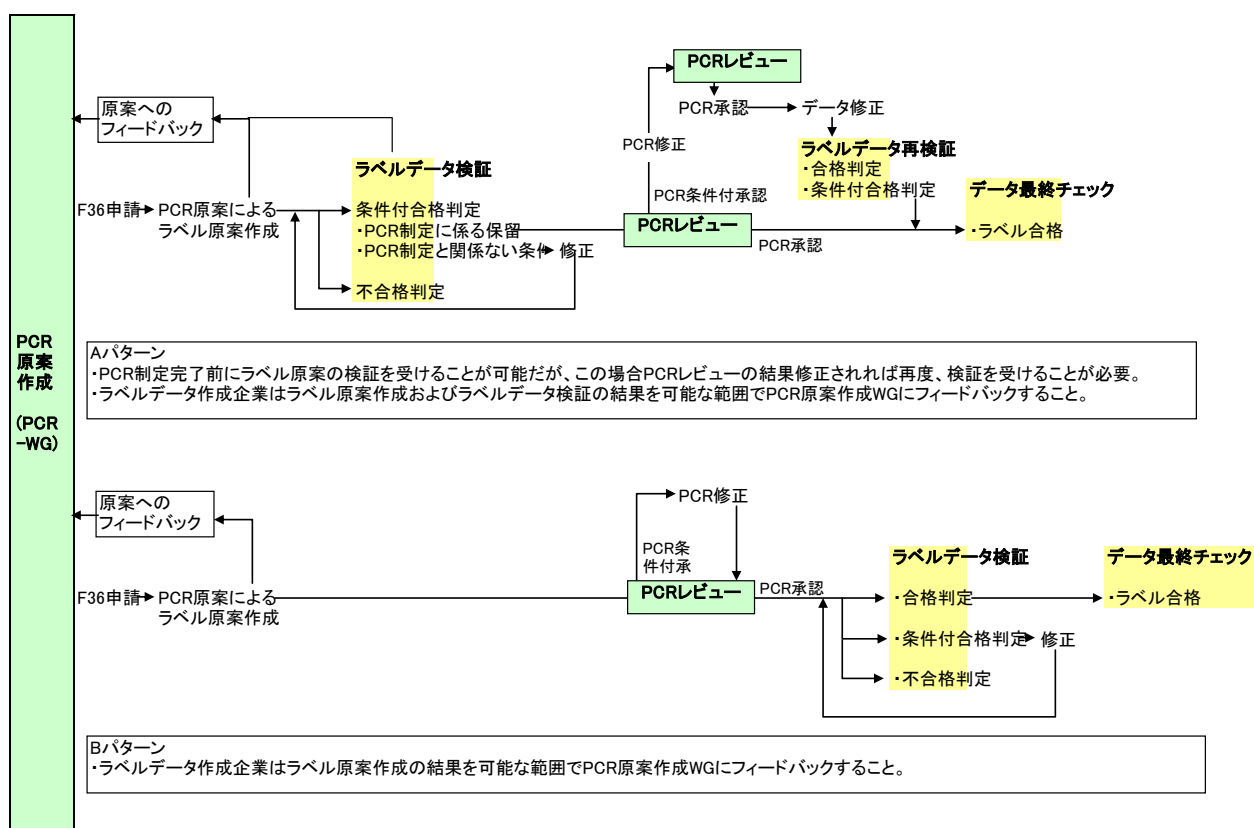 PCR
原案
作成
(PCR
-WG)
PCRレビュー
PCR承認
データ修正
原案への
フィードバック
PCR修正
ラベルデータ再検証
・合格判定
・条件付合格判定
ラベルデータ検証
データ最終チェック
PCR条件付承認
F36申請
PCR原案による
ラベル原案作成
条件付合格判定
・PCR制定に係る保留
・PCR制定と関係ない条件
修正
不合格判定
PCRレビュー
PCR承認
・ラベル合格
Aパターン
・PCR制定完了前にラベル原案の検証を受けることが可能だが、この場合PCRレビューの結果修正されれば再度、検証を受けることが必要。
・ラベルデータ作成企業はラベル原案作成およびラベルデータ検証の結果を可能な範囲でPCR原案作成WGにフィードバックすること。
原案への
フィードバック
PCR修正
PCR条
件付承
ラベルデータ検証
データ最終チェック
F36申請
PCR原案による
ラベル原案作成
PCRレビュー
PCR承認
・合格判定
・ラベル合格
・条件付合格判定
修正
・不合格判定
Bパターン
・ラベルデータ作成企業はラベル原案作成の結果を可能な範囲でPCR原案作成WGにフィードバックすること。